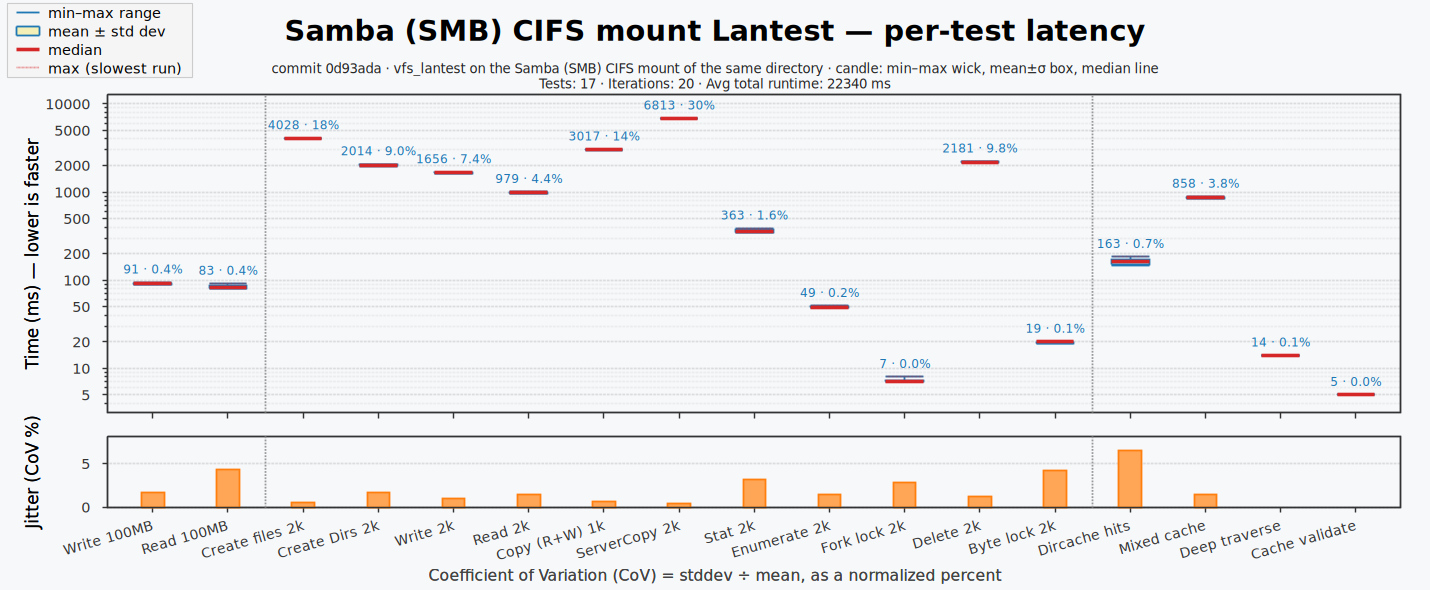 min–max range
mean ± std dev
median
max (slowest run)
Samba (SMB) CIFS mount Lantest — per-test latency
commit 0d93ada · vfs_lantest on the Samba (SMB) CIFS mount of the same directory · candle: min–max wick, mean±σ box, median line
Tests: 17 · Iterations: 20 · Avg total runtime: 22340 ms
Time (ms) — lower is faster
10000
5000
2000
1000
500
200
100
50
20
10
5
91 · 0.4%
83 · 0.4%
4028 · 18%
2014 · 9.0%
1656 · 7.4%
979 · 4.4%
3017 · 14%
6813 · 30%
363 · 1.6%
49 · 0.2%
7 · 0.0%
2181 · 9.8%
19 · 0.1%
163 · 0.7%
858 · 3.8%
14 · 0.1%
5 · 0.0%
Jitter (CoV %)
5
0
Write 100MB
Read 100MB
Create files 2k
Create Dirs 2k
Write 2k
Read 2k
Copy (R+W) 1k
ServerCopy 2k
Stat 2k
Enumerate 2k
Fork lock 2k
Delete 2k
Byte lock 2k
Dircache hits
Mixed cache
Deep traverse
Cache validate
Coefficient of Variation (CoV) = stddev ÷ mean, as a normalized percent